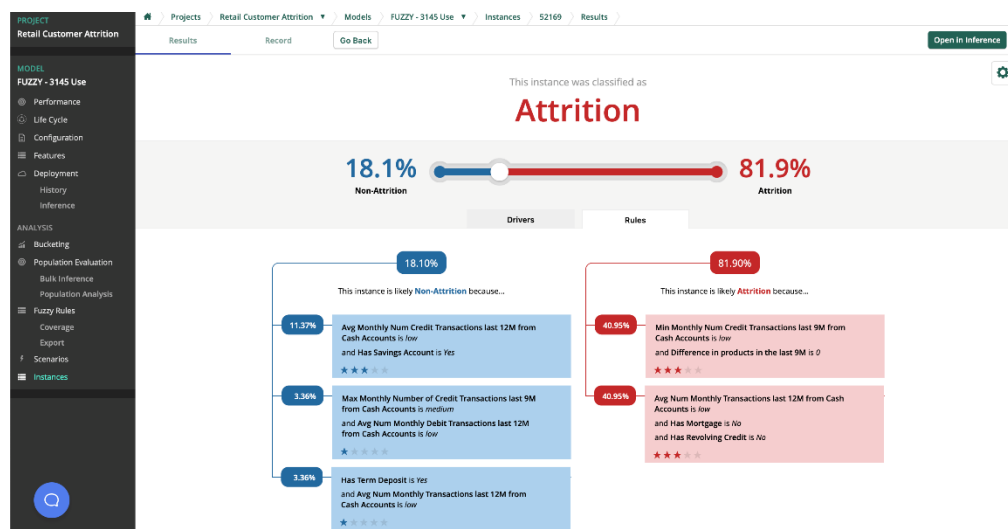 PROJECT
Retail Customer Attrition
MODEL
FUZZY - 3145 Use
Performance
Life Cycle
Configuration
Features
Deployment
History
Inference
ANALYSIS
Bucketing
Population Evaluation
Bulk Inference
Population Analysis
Fuzzy Rules
Coverage
Export
Scenarios
Instances
Projects Retail Customer Attrition Models FUZZY - 3145 Use Instances 52169 Results
Results Record Go Back Open in Inference
This instance was classified as
Attrition
18.1%
Non-Attrition
81.9%
Attrition
Drivers Rules
18.10%
This instance is likely Non-Attrition because...
11.37%
Avg Monthly Num Credit Transactions last 12M from
Cash Accounts is low
and Has Savings Account is Yes
3.36%
Max Monthly Number of Credit Transactions last 9M
from Cash Accounts is medium
and Avg Num Monthly Debit Transactions last 12M
from Cash Accounts is low
3.36%
Has Term Deposit is Yes
and Avg Num Monthly Transactions last 12M from
Cash Accounts is low
81.90%
This instance is likely Attrition because...
40.95%
Min Monthly Num Credit Transactions last 9M from
Cash Accounts is low
and Difference in products in the last 9M is 0
40.95%
Avg Num Monthly Transactions last 12M from Cash
Accounts is low
and Has Mortgage is No
and Has Revolving Credit is No